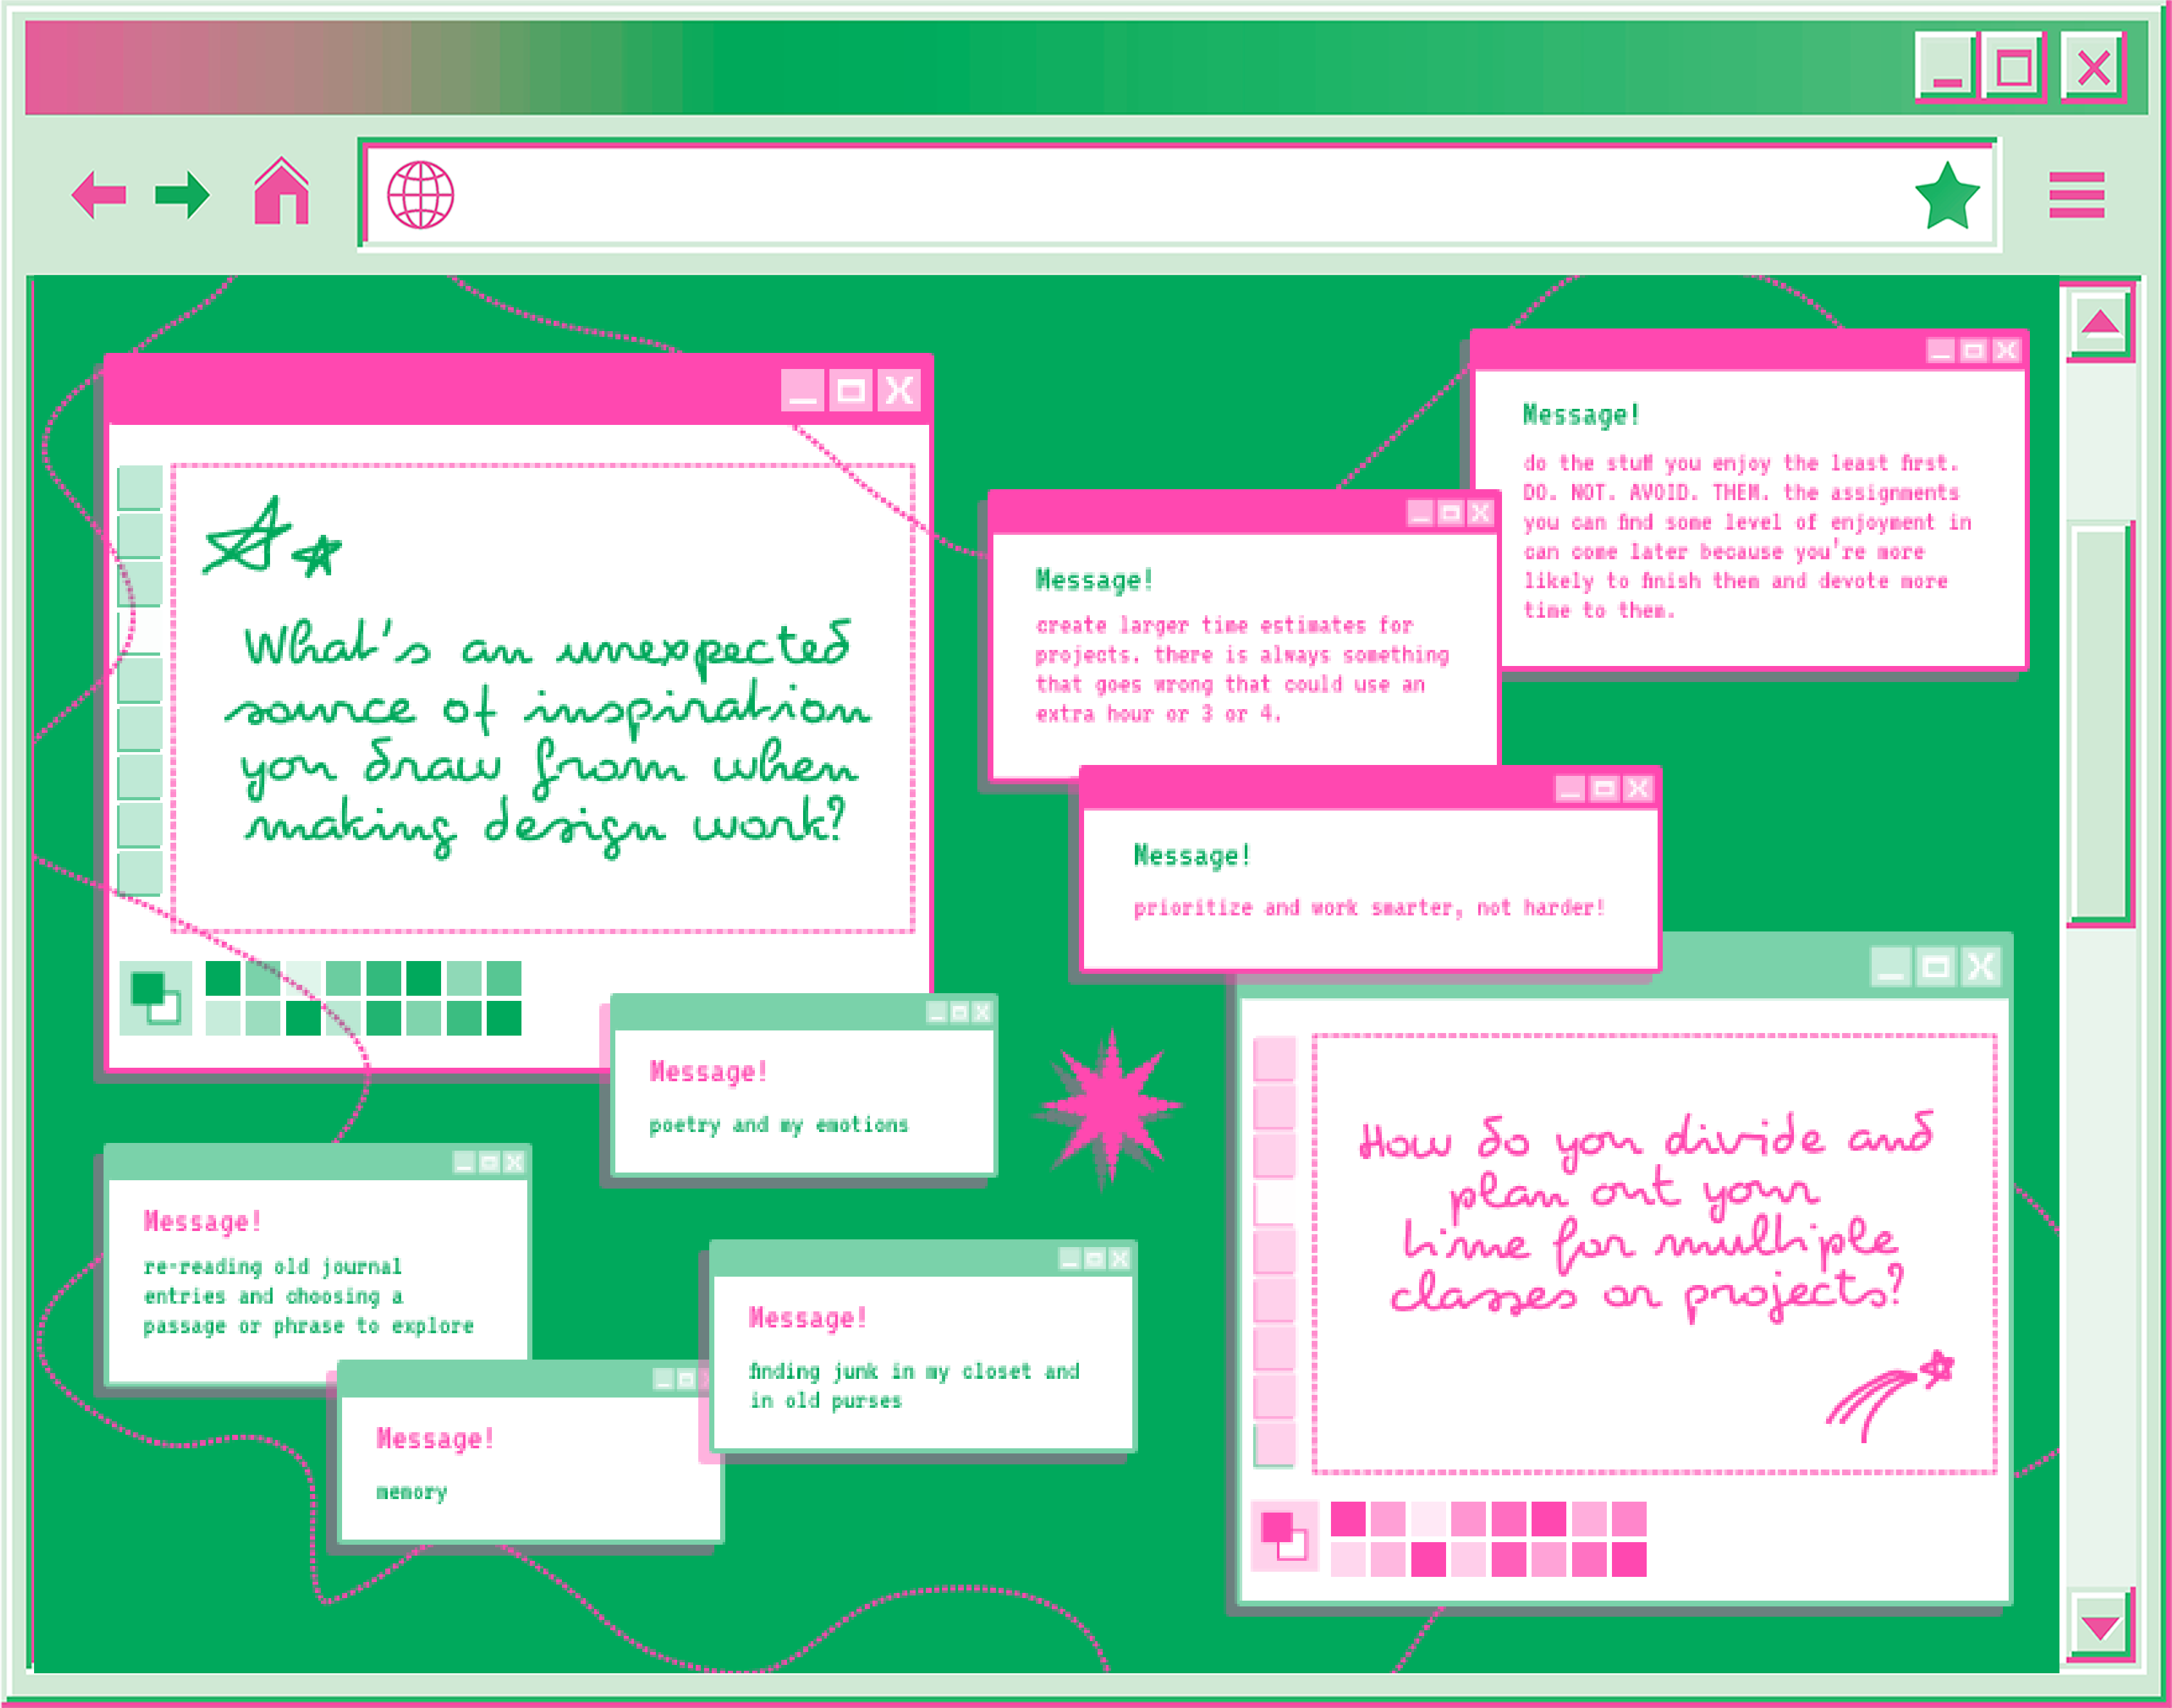 What's an unexpected
source of inspiration
you draw from when
making design work?
Message!
poetry and my emotions
Message!
re-reading old journal
entries and choosing a
passage or phrase to explore
Message!
memory
Message!
finding junk in my closet and
in old purses
Message!
do the stuff you enjoy the least first.
DO. NOT. AVOID. THEM. the assignments
you can find some level of enjoyment in
can come later because you're more
likely to finish them and devote more
time to them.
Message!
create larger time estimates for
projects. there is always something
that goes wrong that could use an
extra hour or 3 or 4.
Message!
prioritize and work smarter, not harder!
How do you divide and
plan out your
time for multiple
classes or projects?